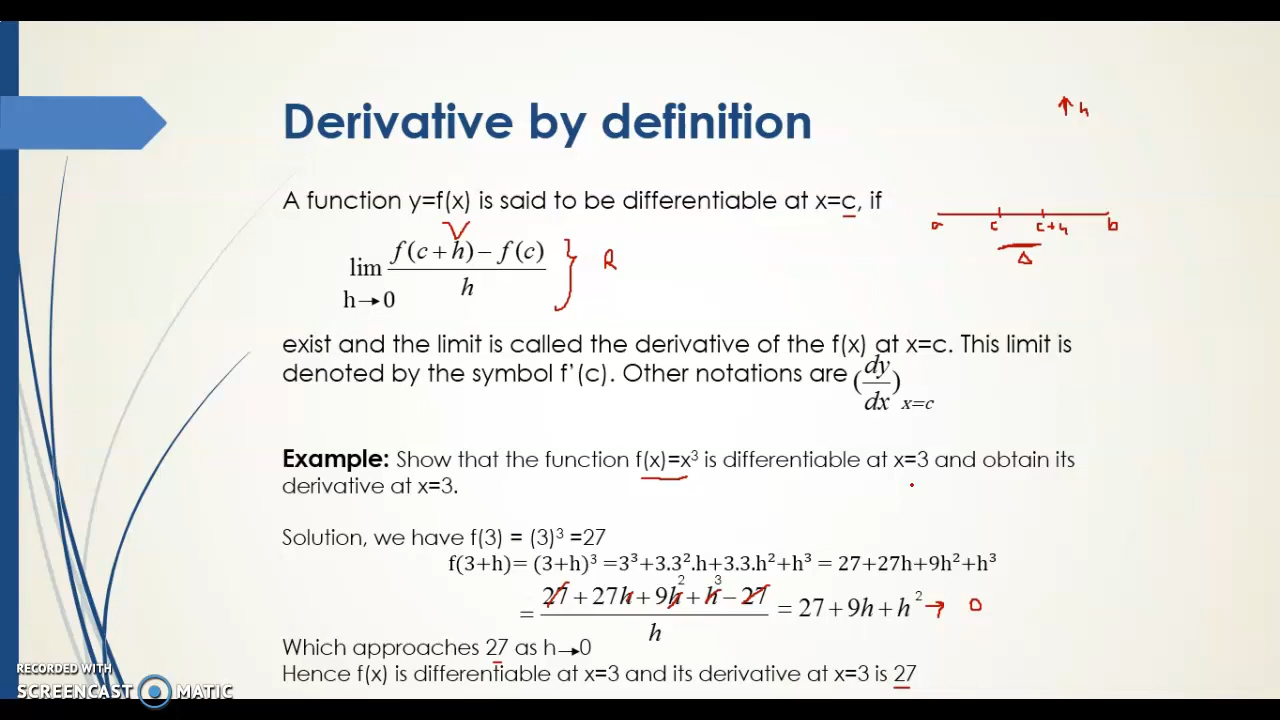 Derivative by definition
↑ h
A function y=f(x) is said to be differentiable at x=c, if
a c c+h b
Δ
lim h→0 f(c + h) − f(c) / h } R
exist and the limit is called the derivative of the f(x) at x=c. This limit is
denoted by the symbol f'(c). Other notations are (dy/dx) x=c
Example: Show that the function f(x)=x³ is differentiable at x=3 and obtain its
derivative at x=3.
Solution, we have f(3) = (3)³ =27
f(3+h)= (3+h)³ =3³+3.3².h+3.3.h²+h³ = 27+27h+9h²+h³
= 27 + 27h + 9h² + h³ − 27 / h = 27 + 9h + h² → 0
Which approaches 27 as h→0
Hence f(x) is differentiable at x=3 and its derivative at x=3 is 27
RECORDED WITH
SCREENCAST MATIC